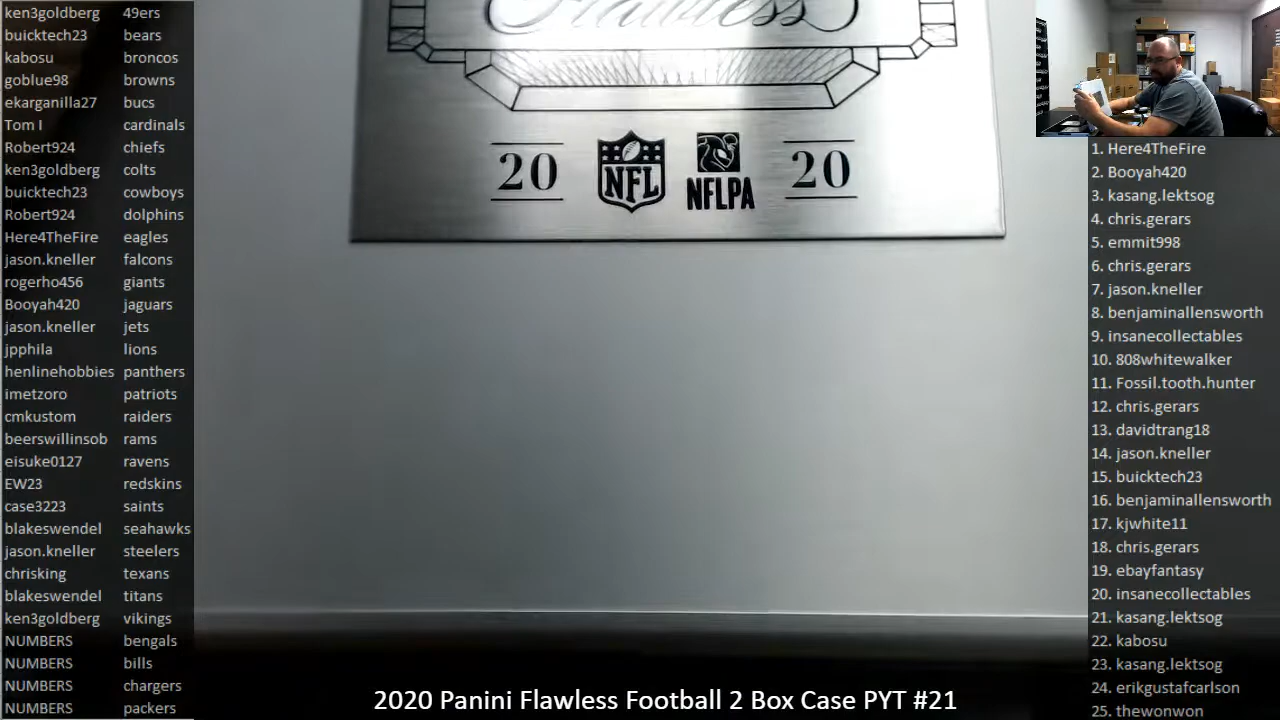 ken3goldberg 49ers
buicktech23 bears
kabosu broncos
goblue98 browns
ekarganilla27 bucs
Tom I cardinals
Robert924 chiefs
ken3goldberg colts
buicktech23 cowboys
Robert924 dolphins
Here4TheFire eagles
jason.kneller falcons
rogerho456 giants
Booyah420 jaguars
jason.kneller jets
jpphila lions
henlinehobbies panthers
imetzoro patriots
cmkustom raiders
beerswillinsob rams
eisuke0127 ravens
EW23 redskins
case3223 saints
blakeswendel seahawks
jason.kneller steelers
chrisking texans
blakeswendel titans
ken3goldberg vikings
NUMBERS bengals
NUMBERS bills
NUMBERS chargers
NUMBERS packers
Flawless
20 NFL NFLPA 20
2020 Panini Flawless Football 2 Box Case PYT #21
1. Here4TheFire
2. Booyah420
3. kasang.lektsog
4. chris.gerars
5. emmit998
6. chris.gerars
7. jason.kneller
8. benjaminallensworth
9. insanecollectables
10. 808whitewalker
11. Fossil.tooth.hunter
12. chris.gerars
13. davidtrang18
14. jason.kneller
15. buicktech23
16. benjaminallensworth
17. kjwhite11
18. chris.gerars
19. ebayfantasy
20. insanecollectables
21. kasang.lektsog
22. kabosu
23. kasang.lektsog
24. erikgustafcarlson
25. thewonwon